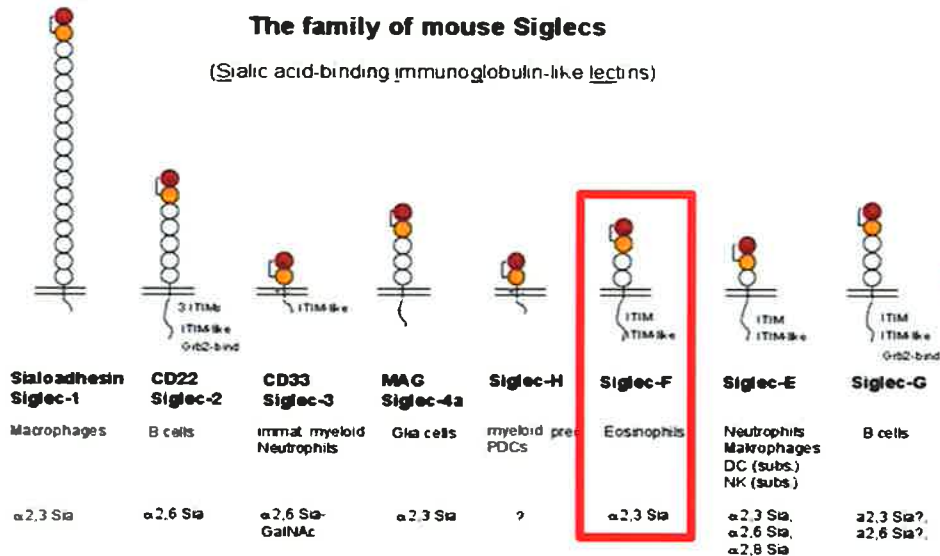 The family of mouse Siglecs
(Sialic acid-binding immunoglobulin-like lectins)
3 ITIMs
ITIM-like
Grb2-bind
ITIM-like
ITIM
ITIM-like
ITIM
ITIM-like
ITIM
ITIM-like
Grb2-bind
Sialoadhesin
Siglec-1
CD22
Siglec-2
CD33
Siglec-3
MAG
Siglec-4a
Siglec-H
Siglec-F
Siglec-E
Siglec-G
Macrophages
B cells
immat myeloid
Neutrophils
Glia cells
myeloid prec
PDCs
Eosinophils
Neutrophils
Makrophages
DC (subs.)
NK (subs.)
B cells
α2,3 Sia
α2,6 Sia
α2,6 Sia-
GalNAc
α2,3 Sia
?
α2,3 Sia
α2,3 Sia,
α2,6 Sia,
α2,8 Sia
a2,3 Sia?,
a2,6 Sia?,